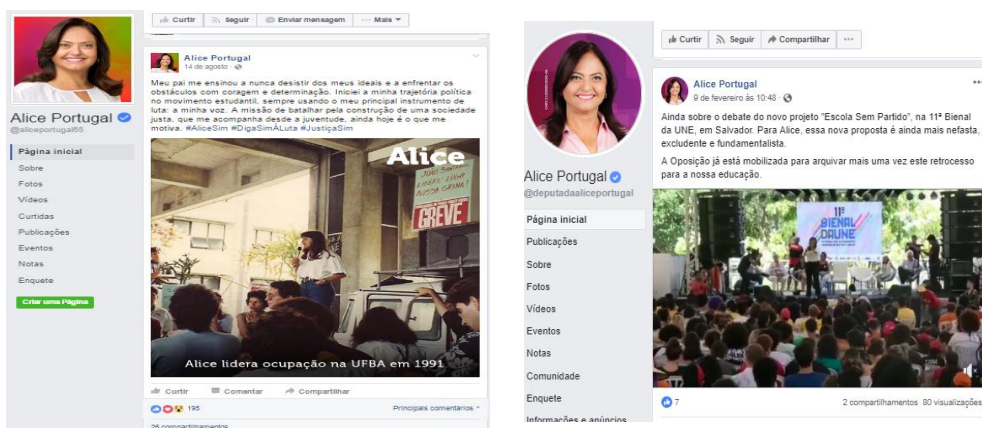 Curtir Seguir Enviar mensagem Mais
Alice Portugal
@aliceportugal65
Página inicial
Sobre
Fotos
Vídeos
Curtidas
Publicações
Eventos
Notas
Enquete
Criar uma Página
Alice Portugal
14 de agosto
Meu pai me ensinou a nunca desistir dos meus ideais e a enfrentar os
obstáculos com coragem e determinação. Iniciei a minha trajetória política
no movimento estudantil, sempre usando o meu principal instrumento de
luta: a minha voz. A missão de batalhar pela construção de uma sociedade
justa, que me acompanha desde a juventude, ainda hoje é o que me
motiva. #AliceSim #DigaSimÀLuta #JustiçaSim
Alice
GREVE
Alice lidera ocupação na UFBA em 1991
Curtir Comentar Compartilhar
195 Principais comentários
26 compartilhamentos
Curtir Seguir Compartilhar ...
Alice Portugal
@deputadaaliceportugal
Página inicial
Publicações
Sobre
Fotos
Vídeos
Eventos
Notas
Comunidade
Enquete
Informações e anúncios
Alice Portugal ...
9 de fevereiro às 10:48
Ainda sobre o debate do novo projeto "Escola Sem Partido", na 11ª Bienal
da UNE, em Salvador. Para Alice, essa nova proposta é ainda mais nefasta,
excludente e fundamentalista.
A Oposição já está mobilizada para arquivar mais uma vez este retrocesso
para a nossa educação.
11ª
BIENAL
DA UNE
7 2 compartilhamentos 80 visualizações